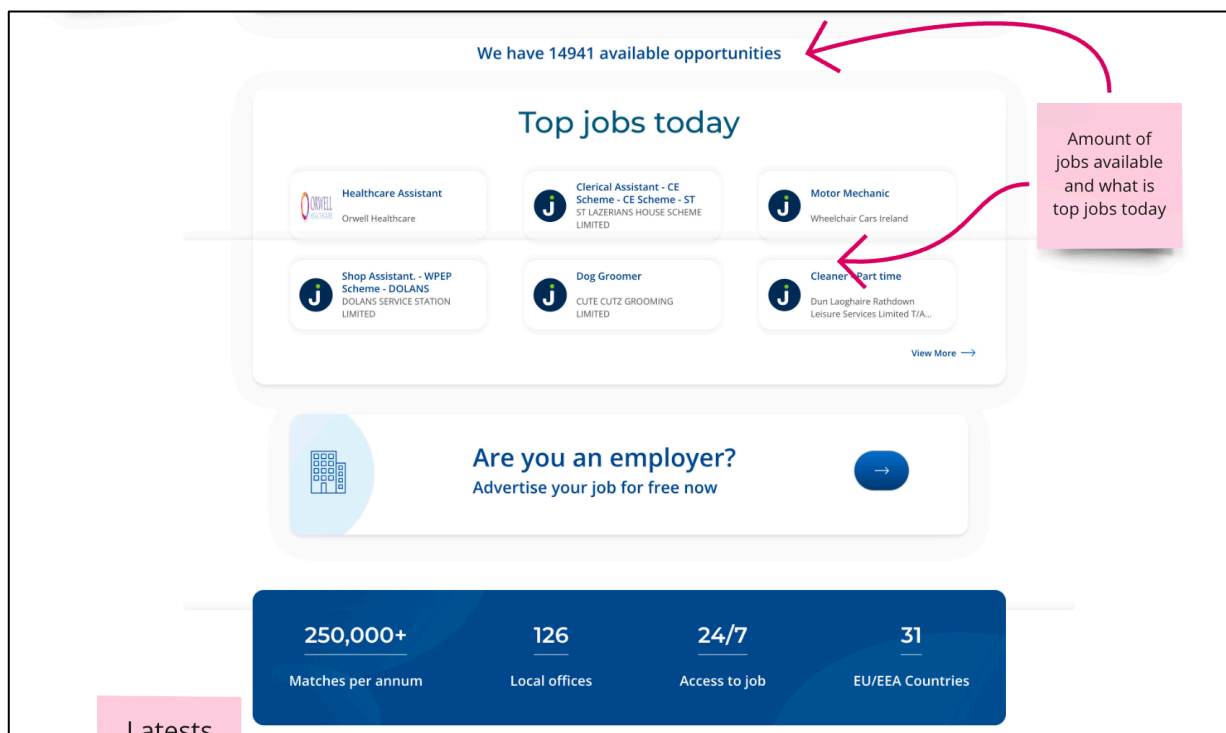 We have 14941 available opportunities
Amount of
jobs available
and what is
top jobs today
Top jobs today
ORWELL
HEALTHCARE
Healthcare Assistant
Orwell Healthcare
Clerical Assistant - CE
Scheme - CE Scheme - ST
ST LAZERIANS HOUSE SCHEME
LIMITED
Motor Mechanic
Wheelchair Cars Ireland
Shop Assistant. - WPEP
Scheme - DOLANS
DOLANS SERVICE STATION
LIMITED
Dog Groomer
CUTE CUTZ GROOMING
LIMITED
Cleaner - Part time
Dun Laoghaire Rathdown
Leisure Services Limited T/A...
View More →
Are you an employer?
Advertise your job for free now
250,000+
Matches per annum
126
Local offices
24/7
Access to job
31
EU/EEA Countries
Latests